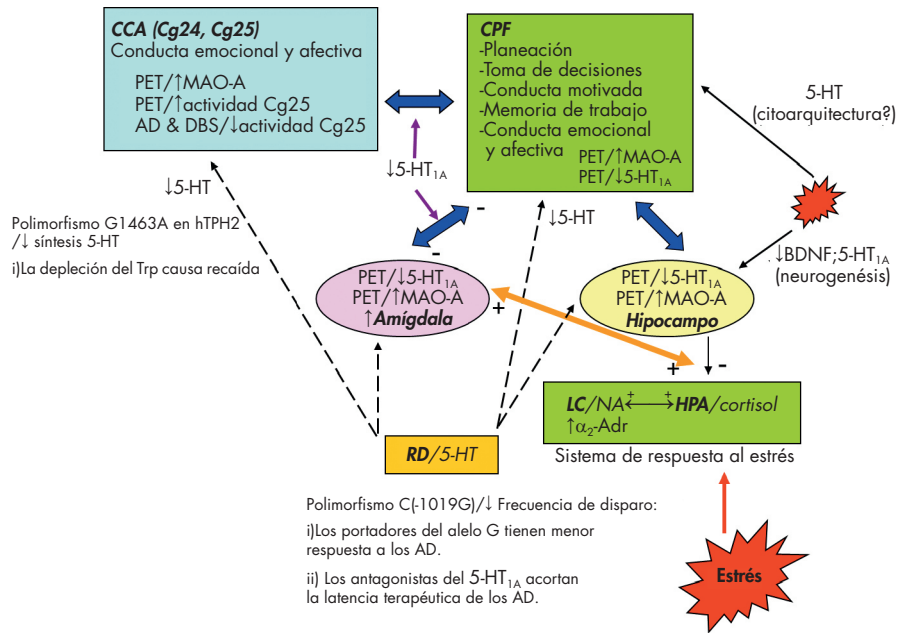 CCA (Cg24, Cg25)
Conducta emocional y afectiva
PET/↑MAO-A
PET/↑actividad Cg25
AD & DBS/↓actividad Cg25
CPF
-Planeación
-Toma de decisiones
-Conducta motivada
-Memoria de trabajo
-Conducta emocional
y afectiva
PET/↑MAO-A
PET/↓5-HT1A
5-HT
(citoarquitectura?)
↓5-HT1A
↓5-HT
↓5-HT
-
-
Polimorfismo G1463A en hTPH2
/↓ síntesis 5-HT
i)La depleción del Trp causa recaída
↓BDNF;5-HT1A
(neurogenésis)
PET/↓5-HT1A
PET/↑MAO-A
↑Amígdala
+
PET/↓5-HT1A
PET/↑MAO-A
Hipocampo
+
-
LC/NA+⟷+HPA/cortisol
↑α2-Adr
Sistema de respuesta al estrés
RD/5-HT
Polimorfismo C(-1019G)/↓ Frecuencia de disparo:
i)Los portadores del alelo G tienen menor
respuesta a los AD.
ii) Los antagonistas del 5-HT1A acortan
la latencia terapéutica de los AD.
Estrés